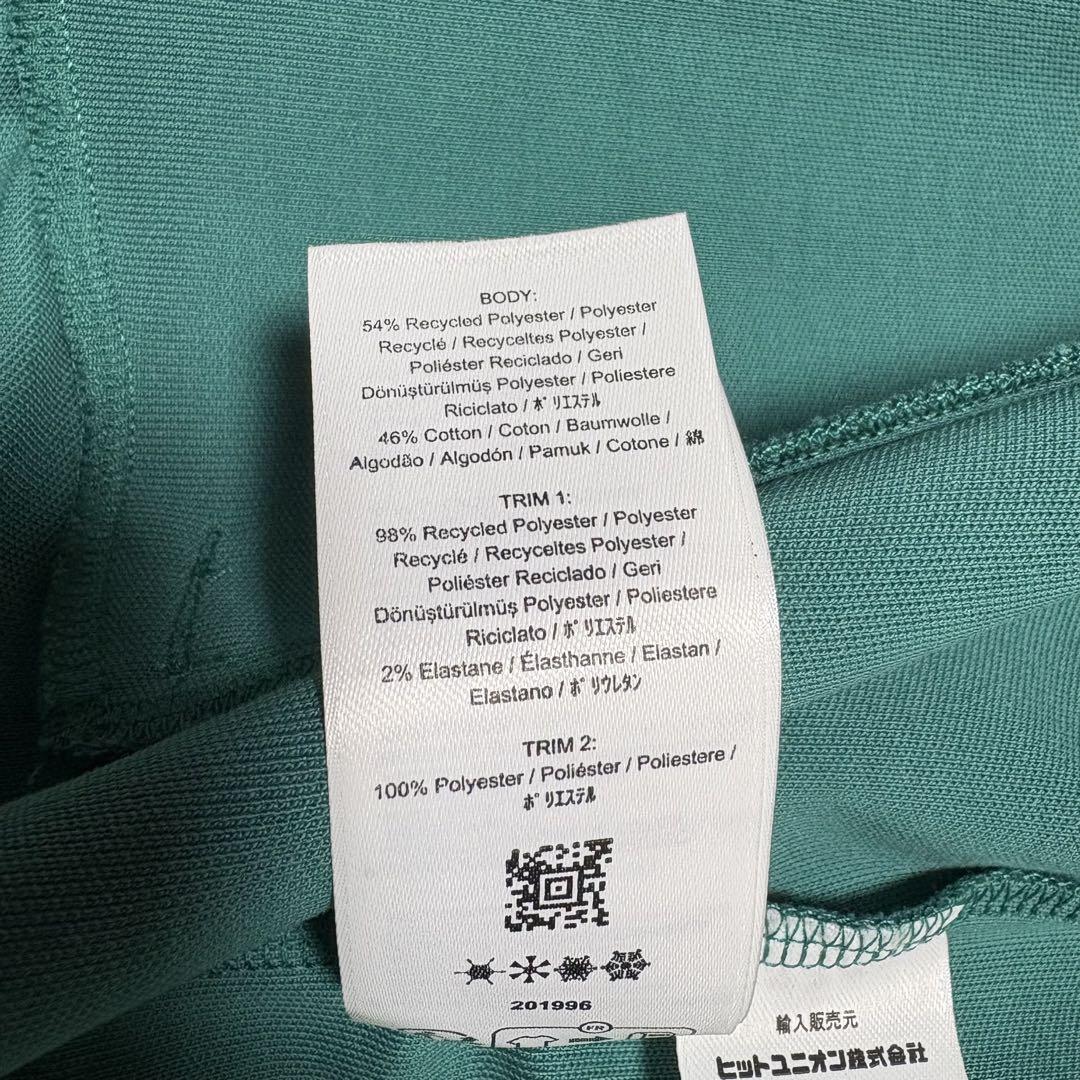 BODY:
54% Recycled Polyester / Polyester
Recyclé / Recyceltes Polyester /
Poliéster Reciclado / Geri
Dönüştürülmüş Polyester / Poliestere
Riciclato / ﾎﾟﾘｴｽﾃﾙ
46% Cotton / Coton / Baumwolle /
Algodão / Algodón / Pamuk / Cotone / 綿
TRIM 1:
98% Recycled Polyester / Polyester
Recyclé / Recyceltes Polyester /
Poliéster Reciclado / Geri
Dönüştürülmüş Polyester / Poliestere
Riciclato / ﾎﾟﾘｴｽﾃﾙ
2% Elastane / Élasthanne / Elastan /
Elastano / ﾎﾟﾘｳﾚﾀﾝ
TRIM 2:
100% Polyester / Poliéster / Poliestere /
ﾎﾟﾘｴｽﾃﾙ
201996
FR
輸入販売元
ヒットユニオン株式会社